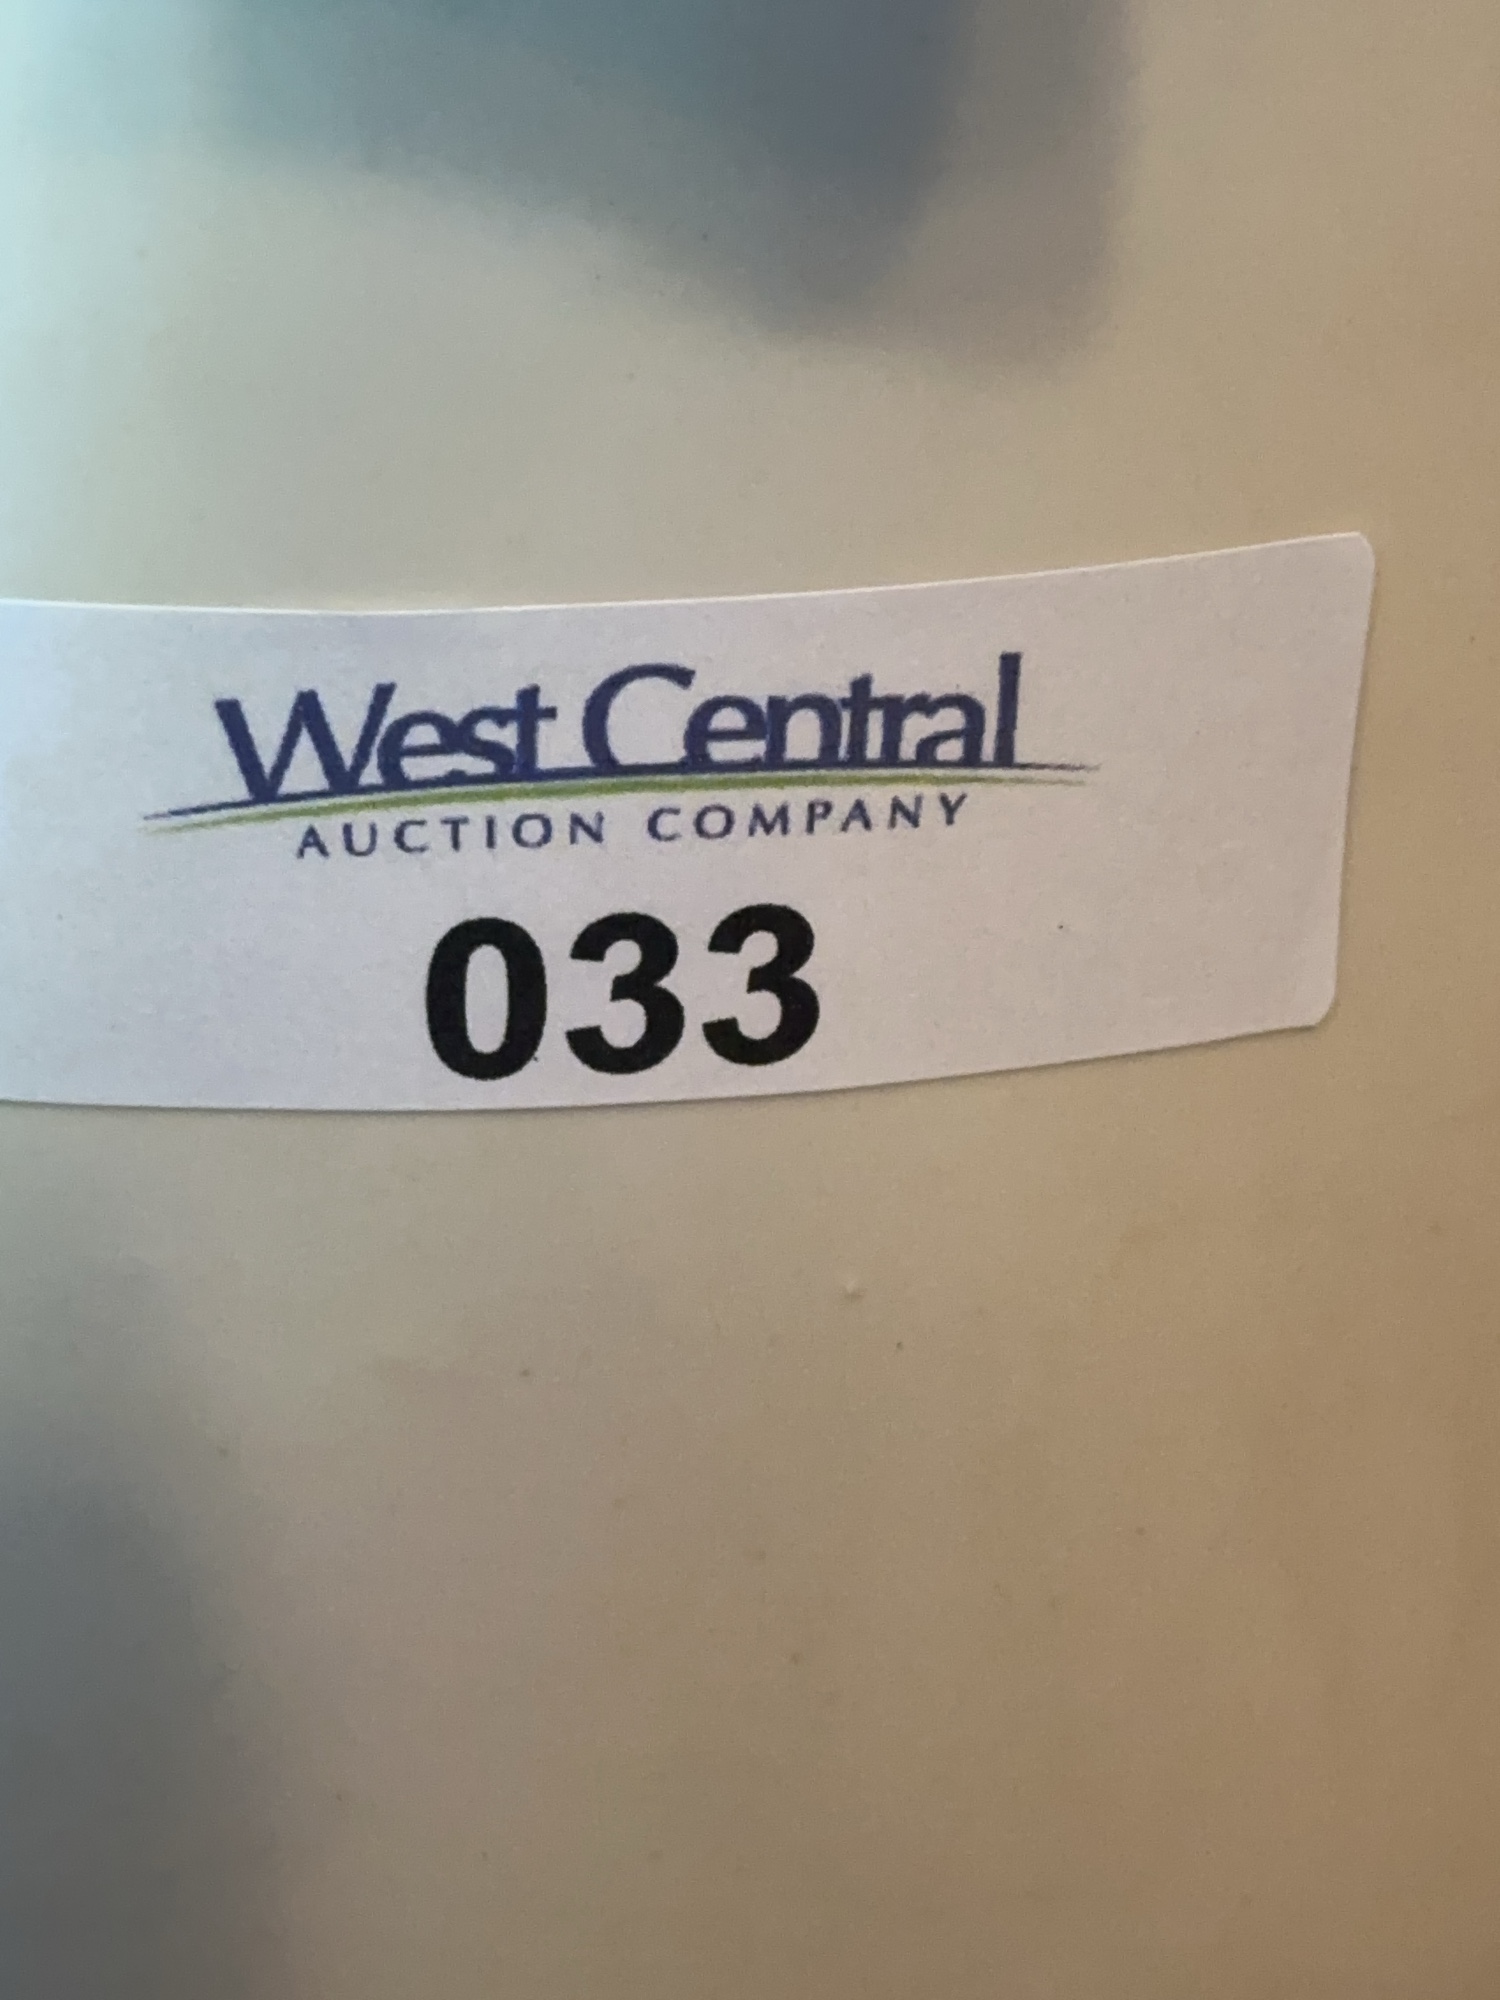 West Central
AUCTION COMPANY
033